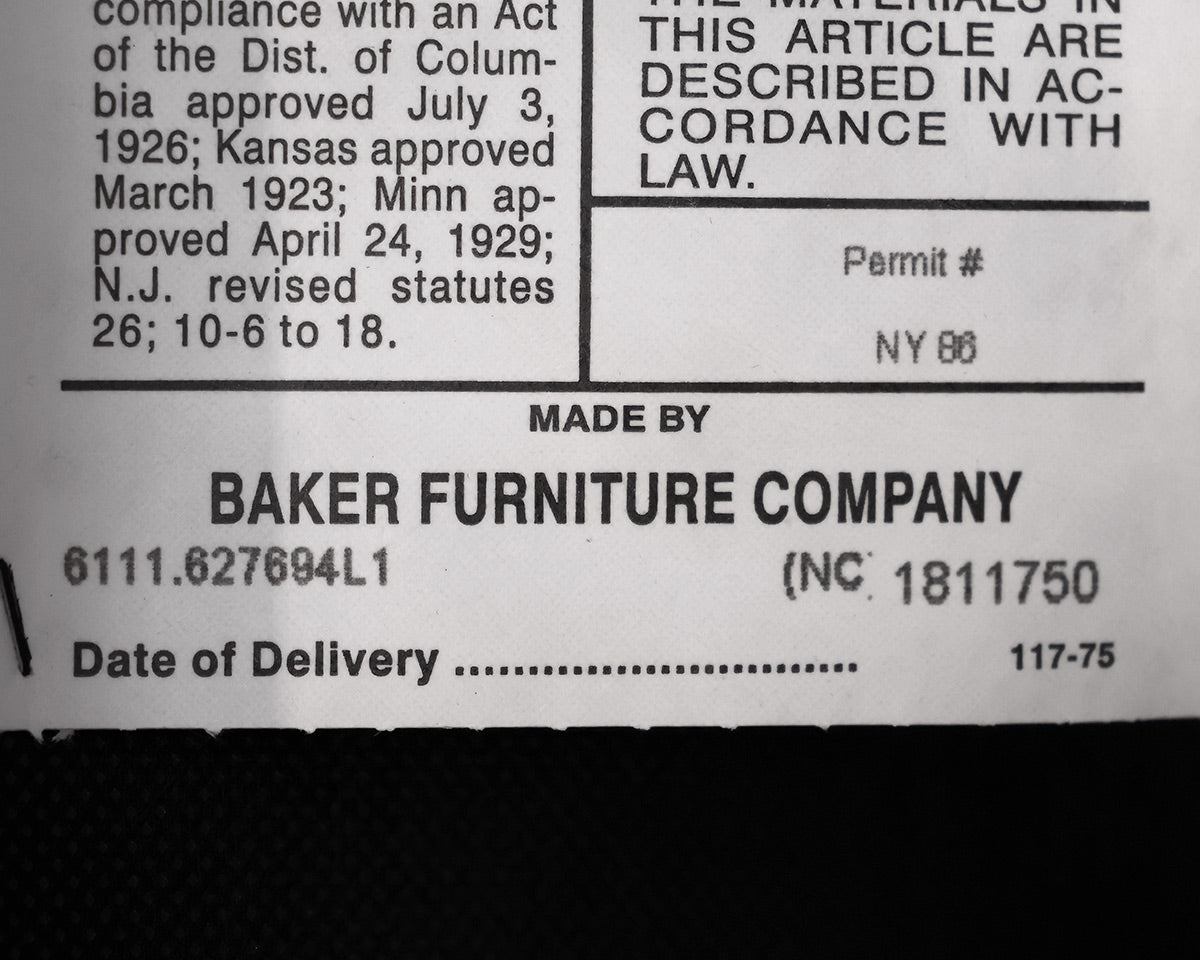 compliance with an Act
of the Dist. of Colum-
bia approved July 3,
1926; Kansas approved
March 1923; Minn ap-
proved April 24, 1929;
N.J. revised statutes
26; 10-6 to 18.
THE MATERIALS IN
THIS ARTICLE ARE
DESCRIBED IN AC-
CORDANCE WITH
LAW.
Permit #
NY 86
MADE BY
BAKER FURNITURE COMPANY
6111.627694L1 (NC) 1811750
Date of Delivery .............................. 117-75